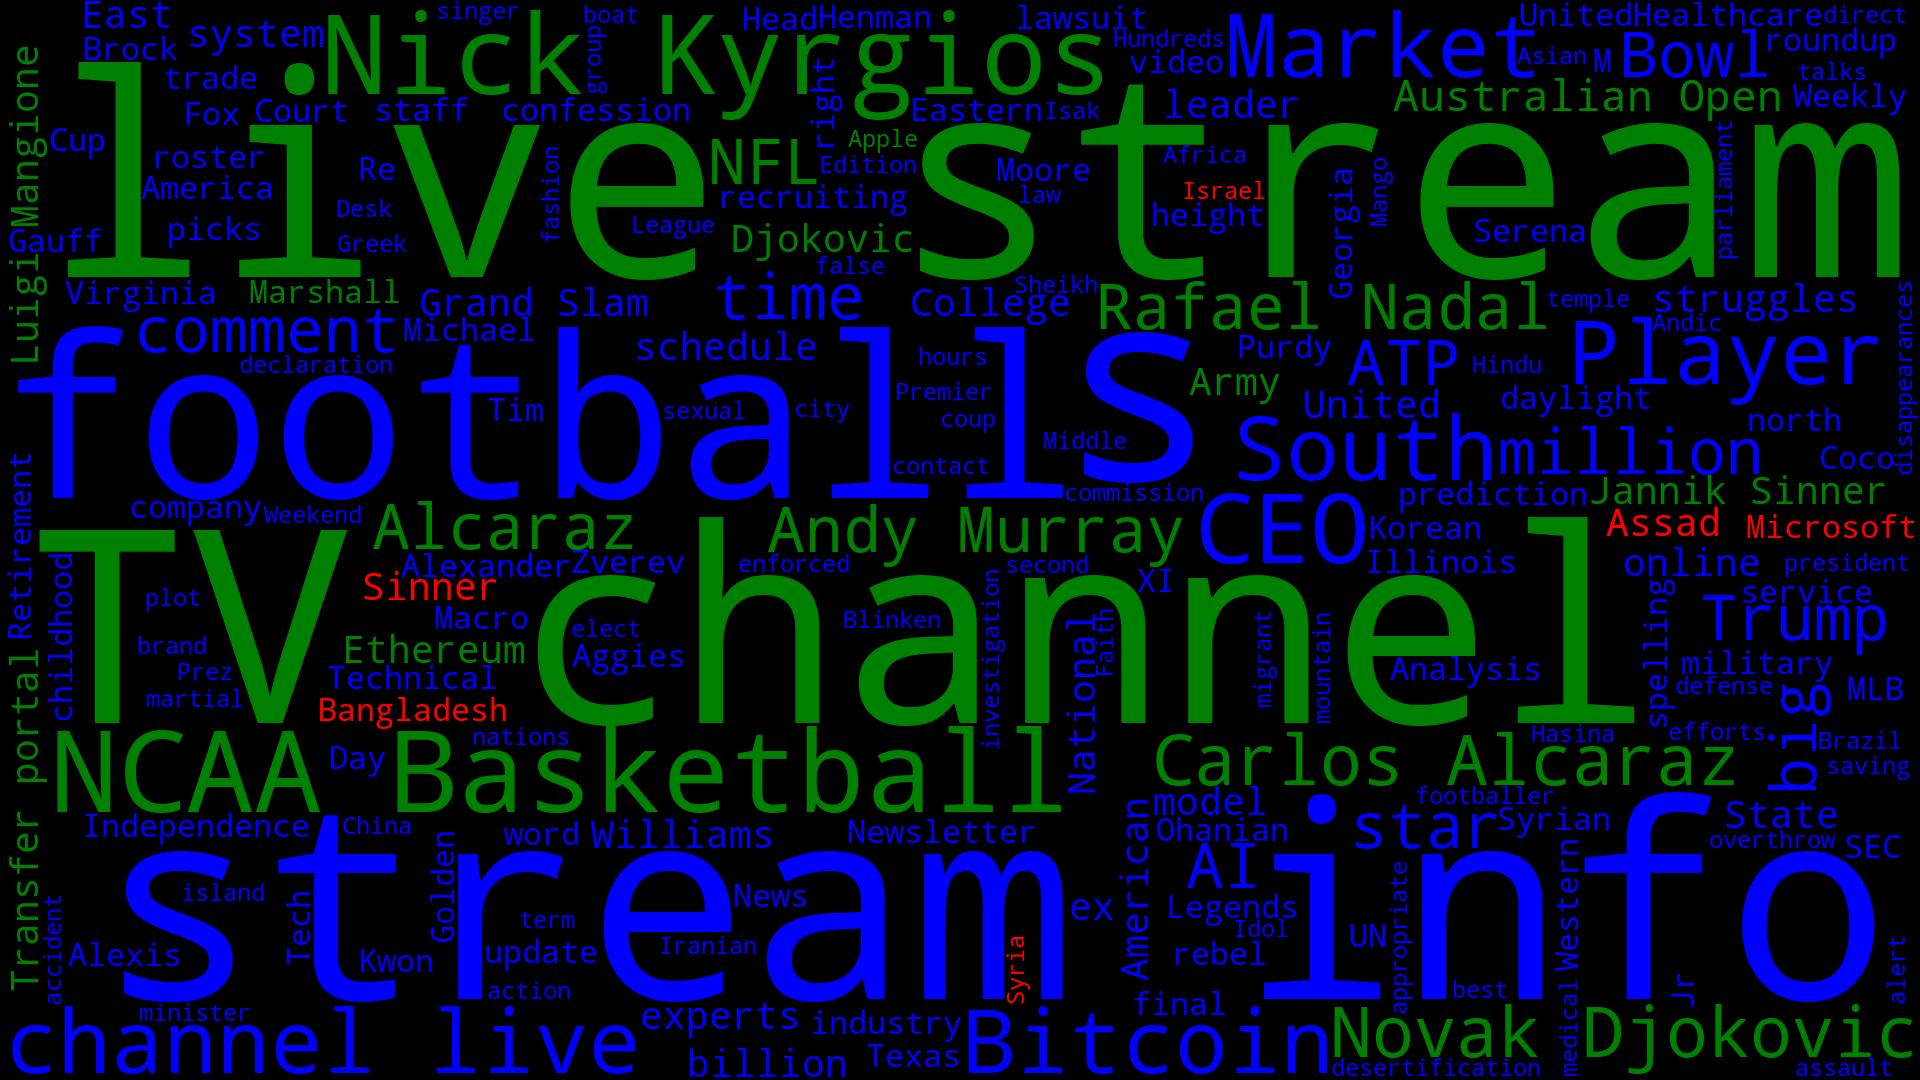 East
singer
boat
Head
Henman
lawsuit
UnitedHealthcare
direct
Brock
system
Nick Kyrgios
group
Hundreds
video
Market
Asian
M
Bowl
roundup
talks
trade
live stream
Fox
Court
staff
confession
right
Eastern
Isak
leader
Australian Open
Weekly
Luigi Mangione
Cup
roster
Re
NFL
Apple
Edition
Moore
Africa
America
Desk
fashion
recruiting
law
Israel
height
Georgia
Mango
parliament
Gauff
picks
Greek
League
Djokovic
Serena
false
Virginia
Marshall
Grand Slam
time
College
Sheikh
Rafael Nadal
temple
struggles
comment
Michael
schedule
hours
Purdy
ATP
Hindu
Andic
Player
disappearances
declaration
footballs
Premier
Army
Tim
sexual
city
coup
United
daylight
north
Middle
South
million
Coco
contact
commission
prediction
Jannik Sinner
company
Weekend
Alcaraz
Andy Murray
CEO
Korean
Assad
Microsoft
Retirement
TV channel
Alexander
Zverev
enforced
second
XI
Illinois
online
president
childhood
plot
Sinner
Macro
elect
Blinken
investigation
Faith
service
Trump
brand
Ethereum
Aggies
National
migrant
mountain
Analysis
spelling
military
Prez
Technical
defense
MLB
martial
Bangladesh
big
Transfer portal
NCAA Basketball
Day
nations
Carlos Alcaraz
Hasina
efforts
Brazil
saving
Independence
China
word
Williams
Newsletter
model
footballer
State
Ohanian
star
Syrian
overthrow
SEC
stream
info
island
Tech
Golden
News
American
AI
accident
Alexis
term
ex
Legends
appropriate
Western
Kwon
update
Iranian
Syria
Idol
UN
rebel
alert
action
best
Jr
minister
channel live
experts
industry
final
Bitcoin
Novak Djokovic
billion
Texas
desertification
medical
assault